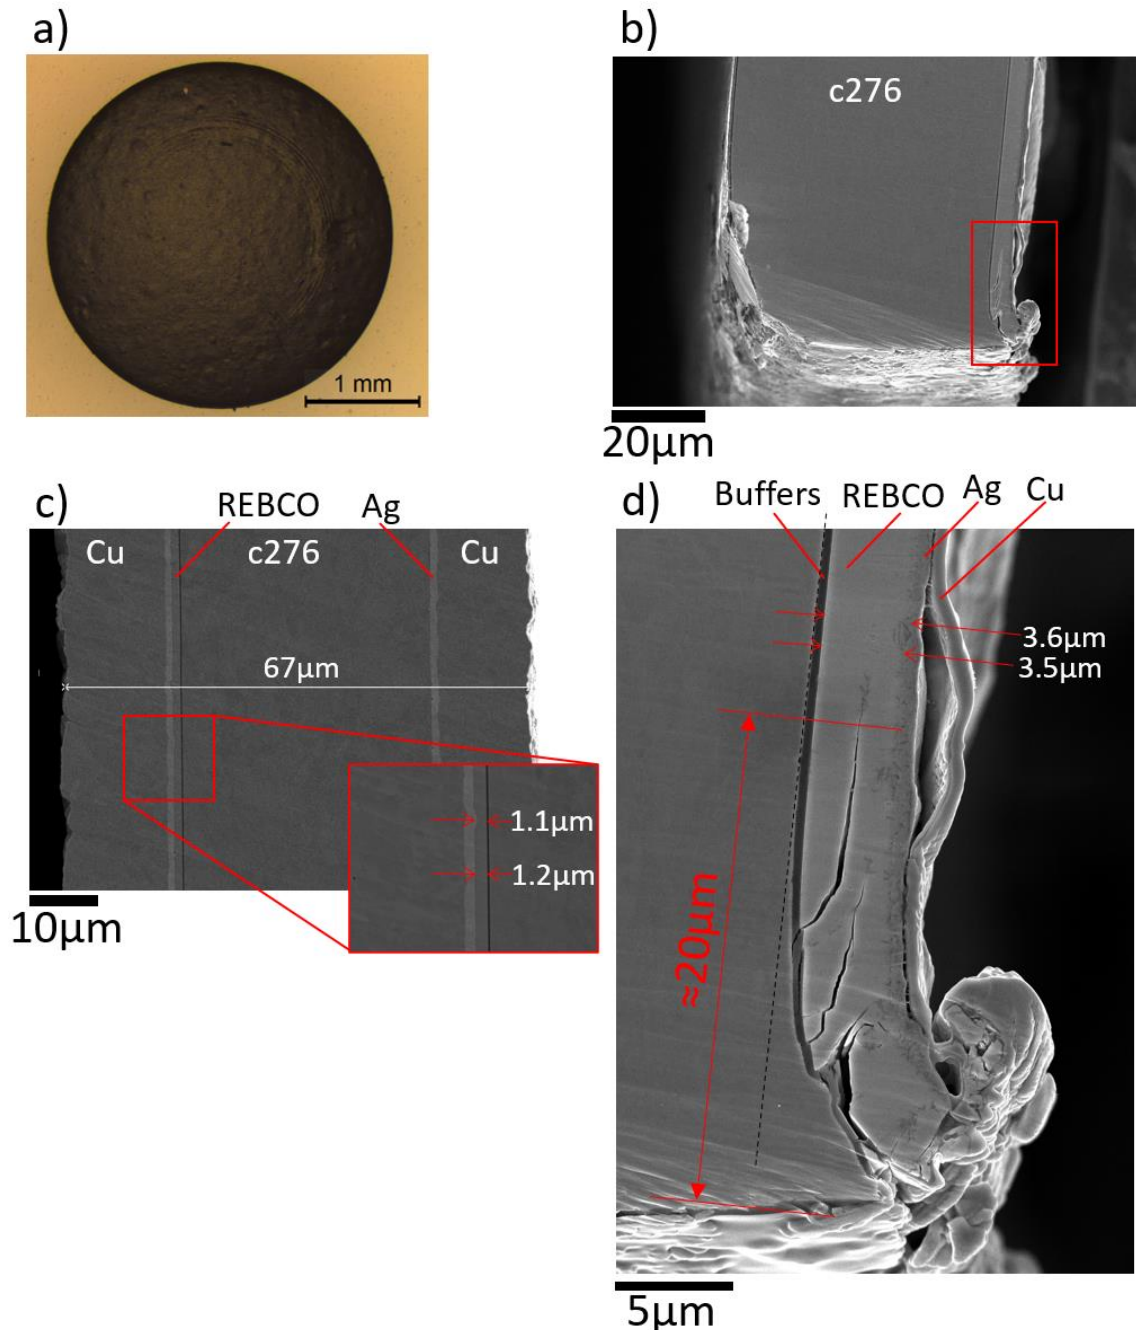 a)
1 mm
b)
c276
20µm
c)
REBCO
Ag
Cu
c276
Cu
67µm
1.1µm
1.2µm
10µm
d)
Buffers
REBCO
Ag
Cu
3.6µm
3.5µm
≈20µm
5µm